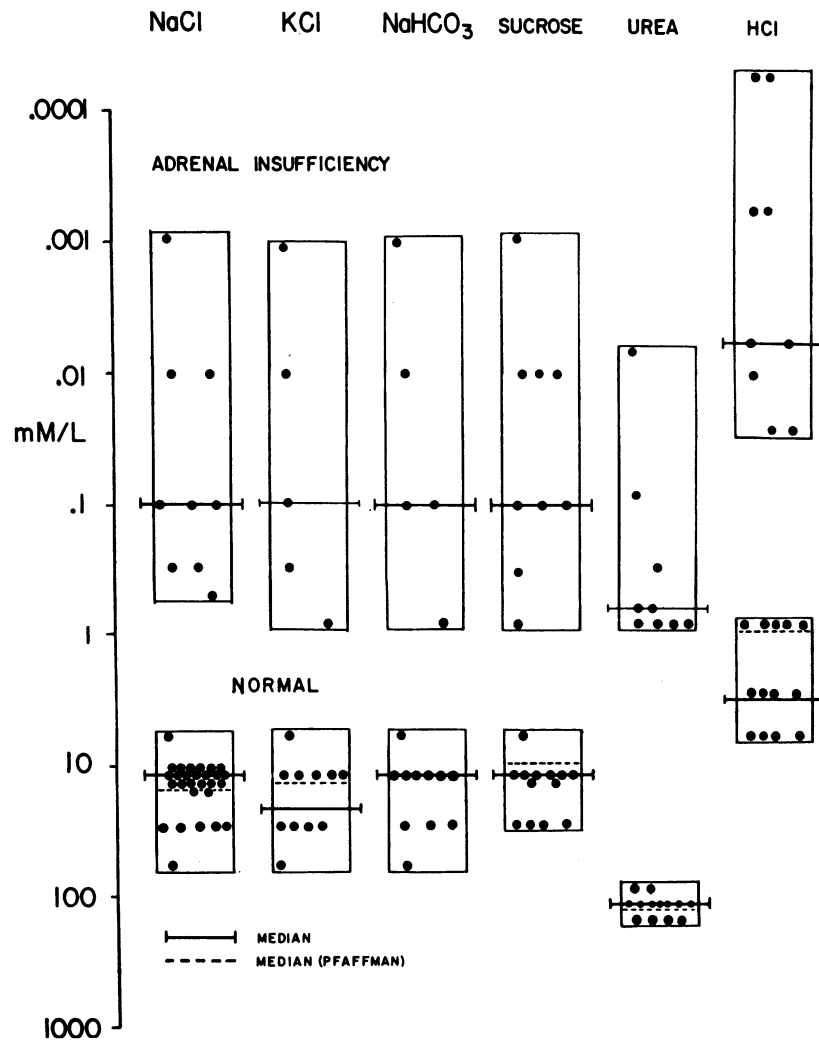 NaCl KCl NaHCO₃ SUCROSE UREA HCl
.0001
ADRENAL INSUFFICIENCY
.001
.01
mM/L
.1
1
NORMAL
10
100
MEDIAN
MEDIAN (PFAFFMAN)
1000